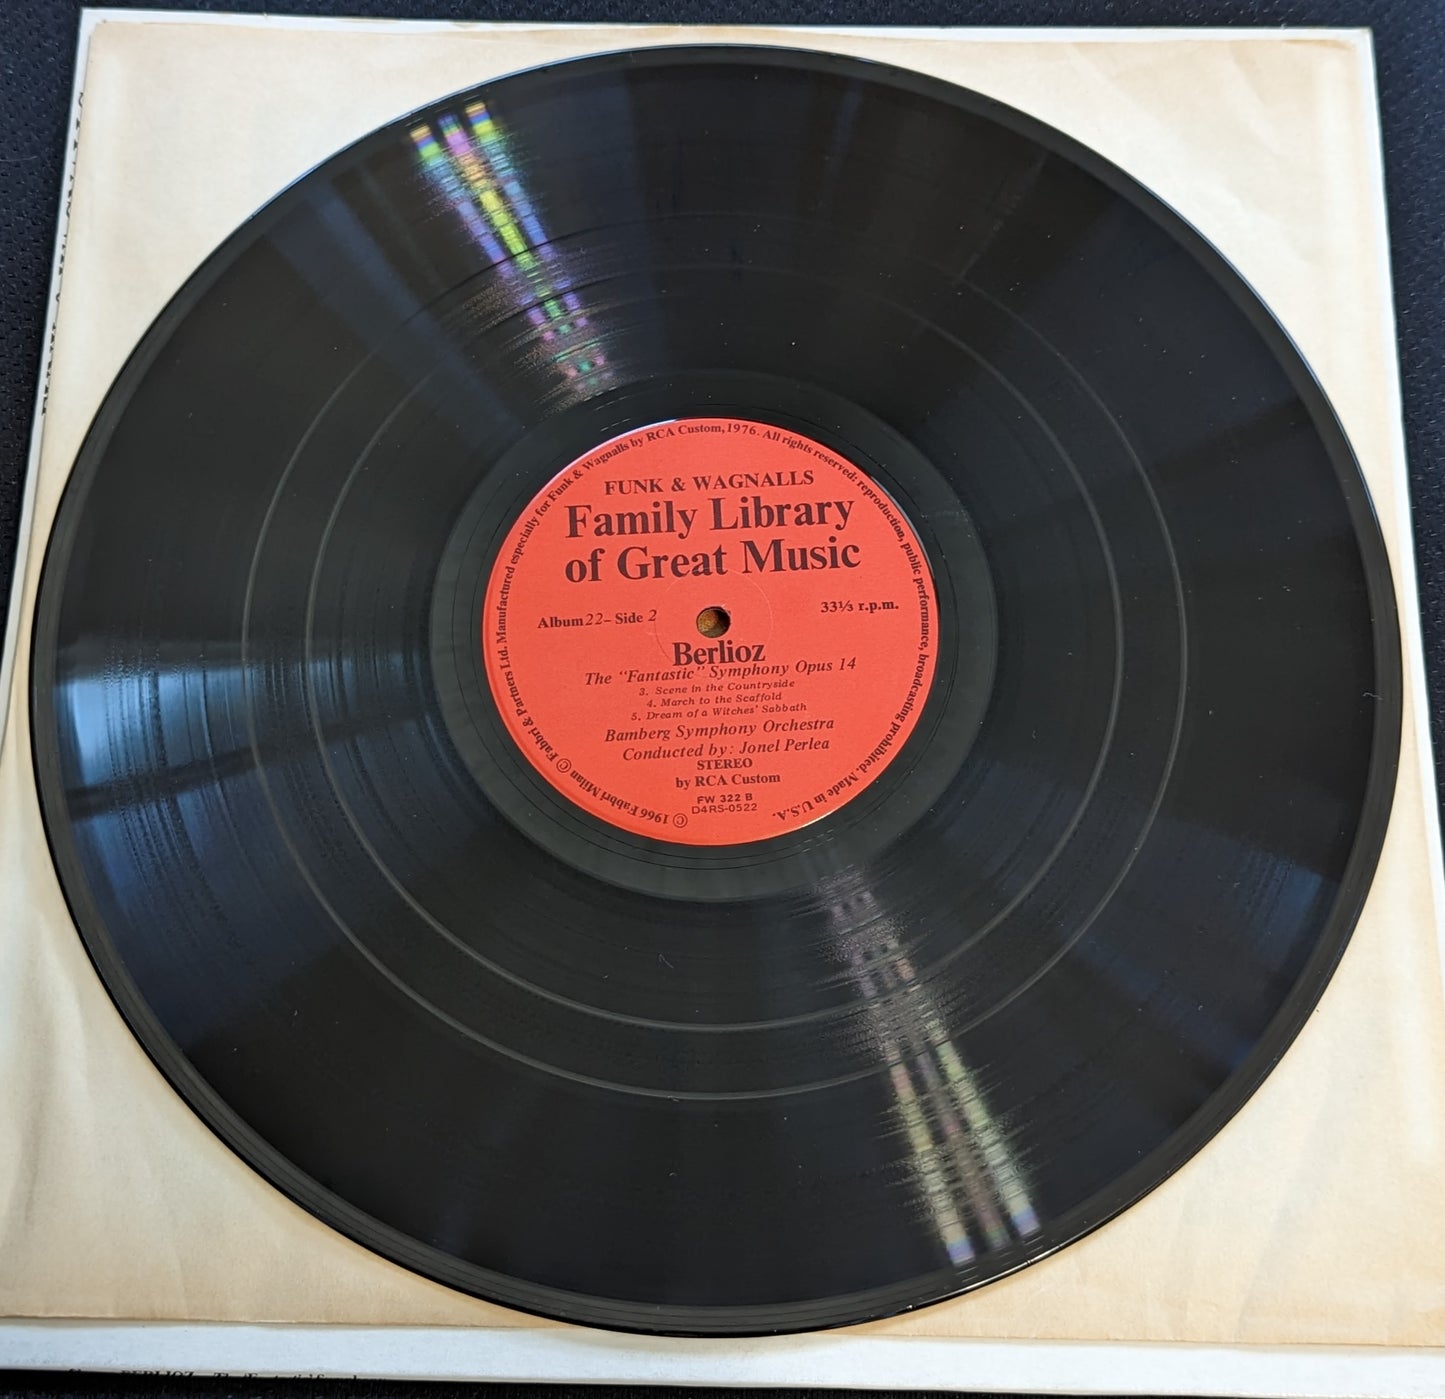 © 1966 Fabbri Milan © Fabbri & Partners Ltd. Manufactured especially for Funk & Wagnalls by RCA Custom, 1976. All rights reserved: reproduction, public performance, broadcasting prohibited. Made in U.S.A.
FUNK & WAGNALLS
Family Library
of Great Music
Album 22– Side 2
33⅓ r.p.m.
Berlioz
The "Fantastic" Symphony Opus 14
3. Scene in the Countryside
4. March to the Scaffold
5. Dream of a Witches' Sabbath
Bamberg Symphony Orchestra
Conducted by: Jonel Perlea
STEREO
by RCA Custom
FW 322 B
D4RS-0522
BERLIOZ